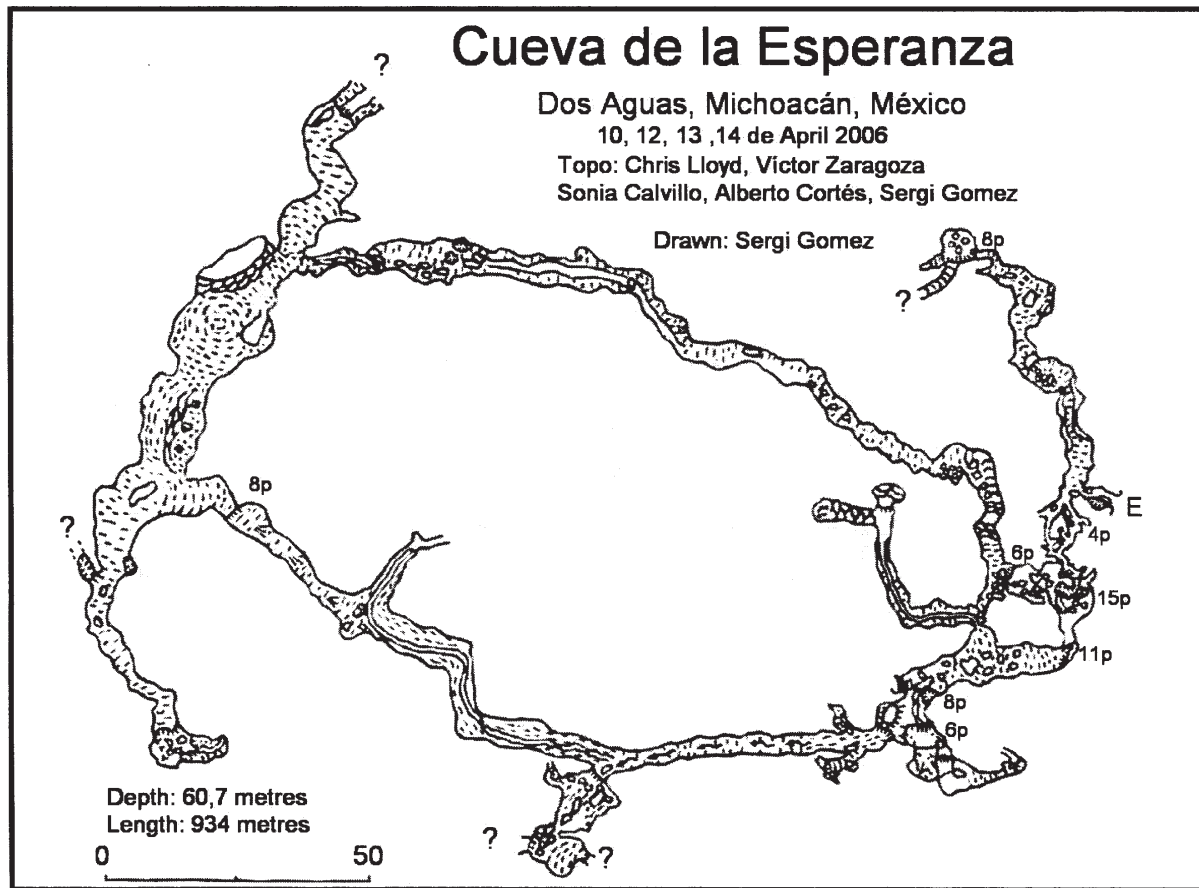 Cueva de la Esperanza
Dos Aguas, Michoacán, México
10, 12, 13 ,14 de April 2006
Topo: Chris Lloyd, Víctor Zaragoza
Sonia Calvillo, Alberto Cortés, Sergi Gomez
Drawn: Sergi Gomez
?
8p
?
E
4p
8p
?
6p
15p
11p
8p
6p
?
?
Depth: 60,7 metres
Length: 934 metres
0 50